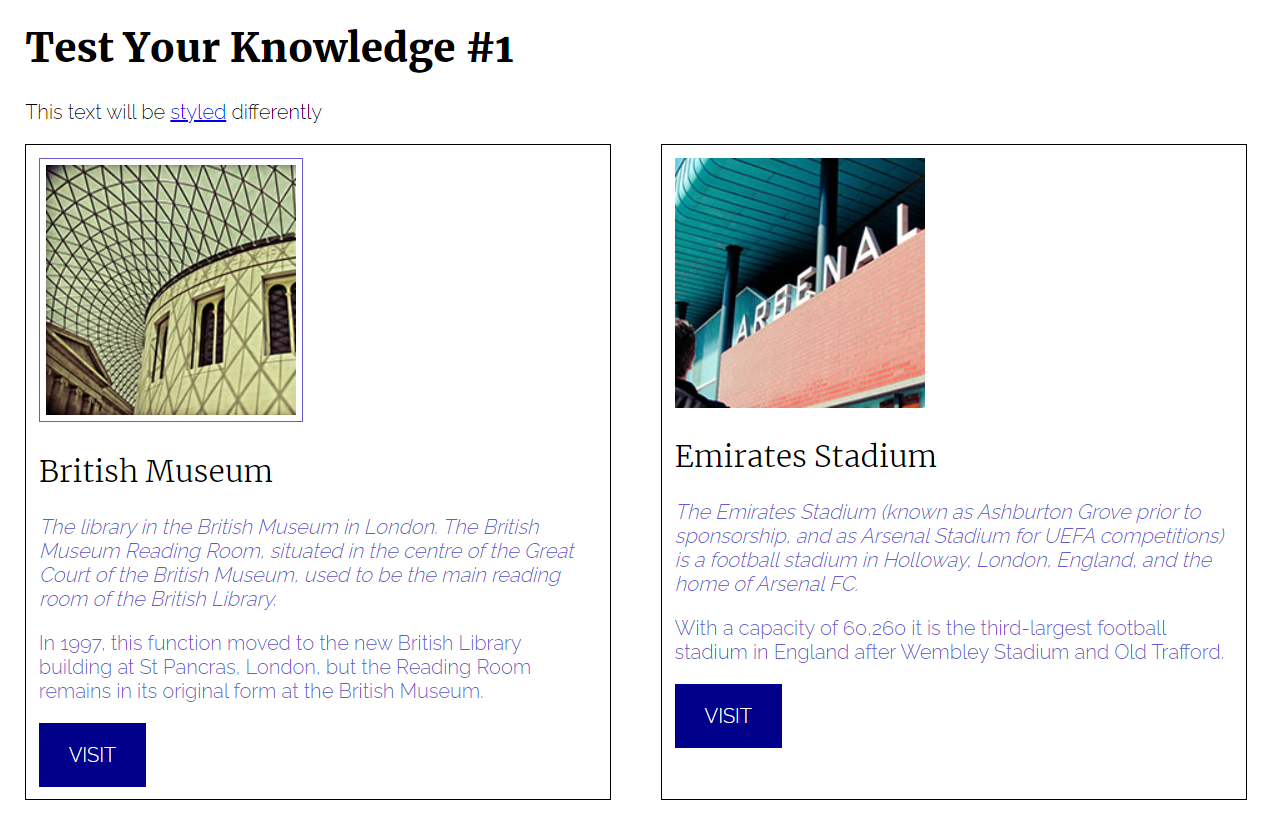 Test Your Knowledge #1
This text will be styled differently
ARSENAL
British Museum
The library in the British Museum in London. The British
Museum Reading Room, situated in the centre of the Great
Court of the British Museum, used to be the main reading
room of the British Library.
In 1997, this function moved to the new British Library
building at St Pancras, London, but the Reading Room
remains in its original form at the British Museum.
VISIT
Emirates Stadium
The Emirates Stadium (known as Ashburton Grove prior to
sponsorship, and as Arsenal Stadium for UEFA competitions)
is a football stadium in Holloway, London, England, and the
home of Arsenal FC.
With a capacity of 60,260 it is the third-largest football
stadium in England after Wembley Stadium and Old Trafford.
VISIT